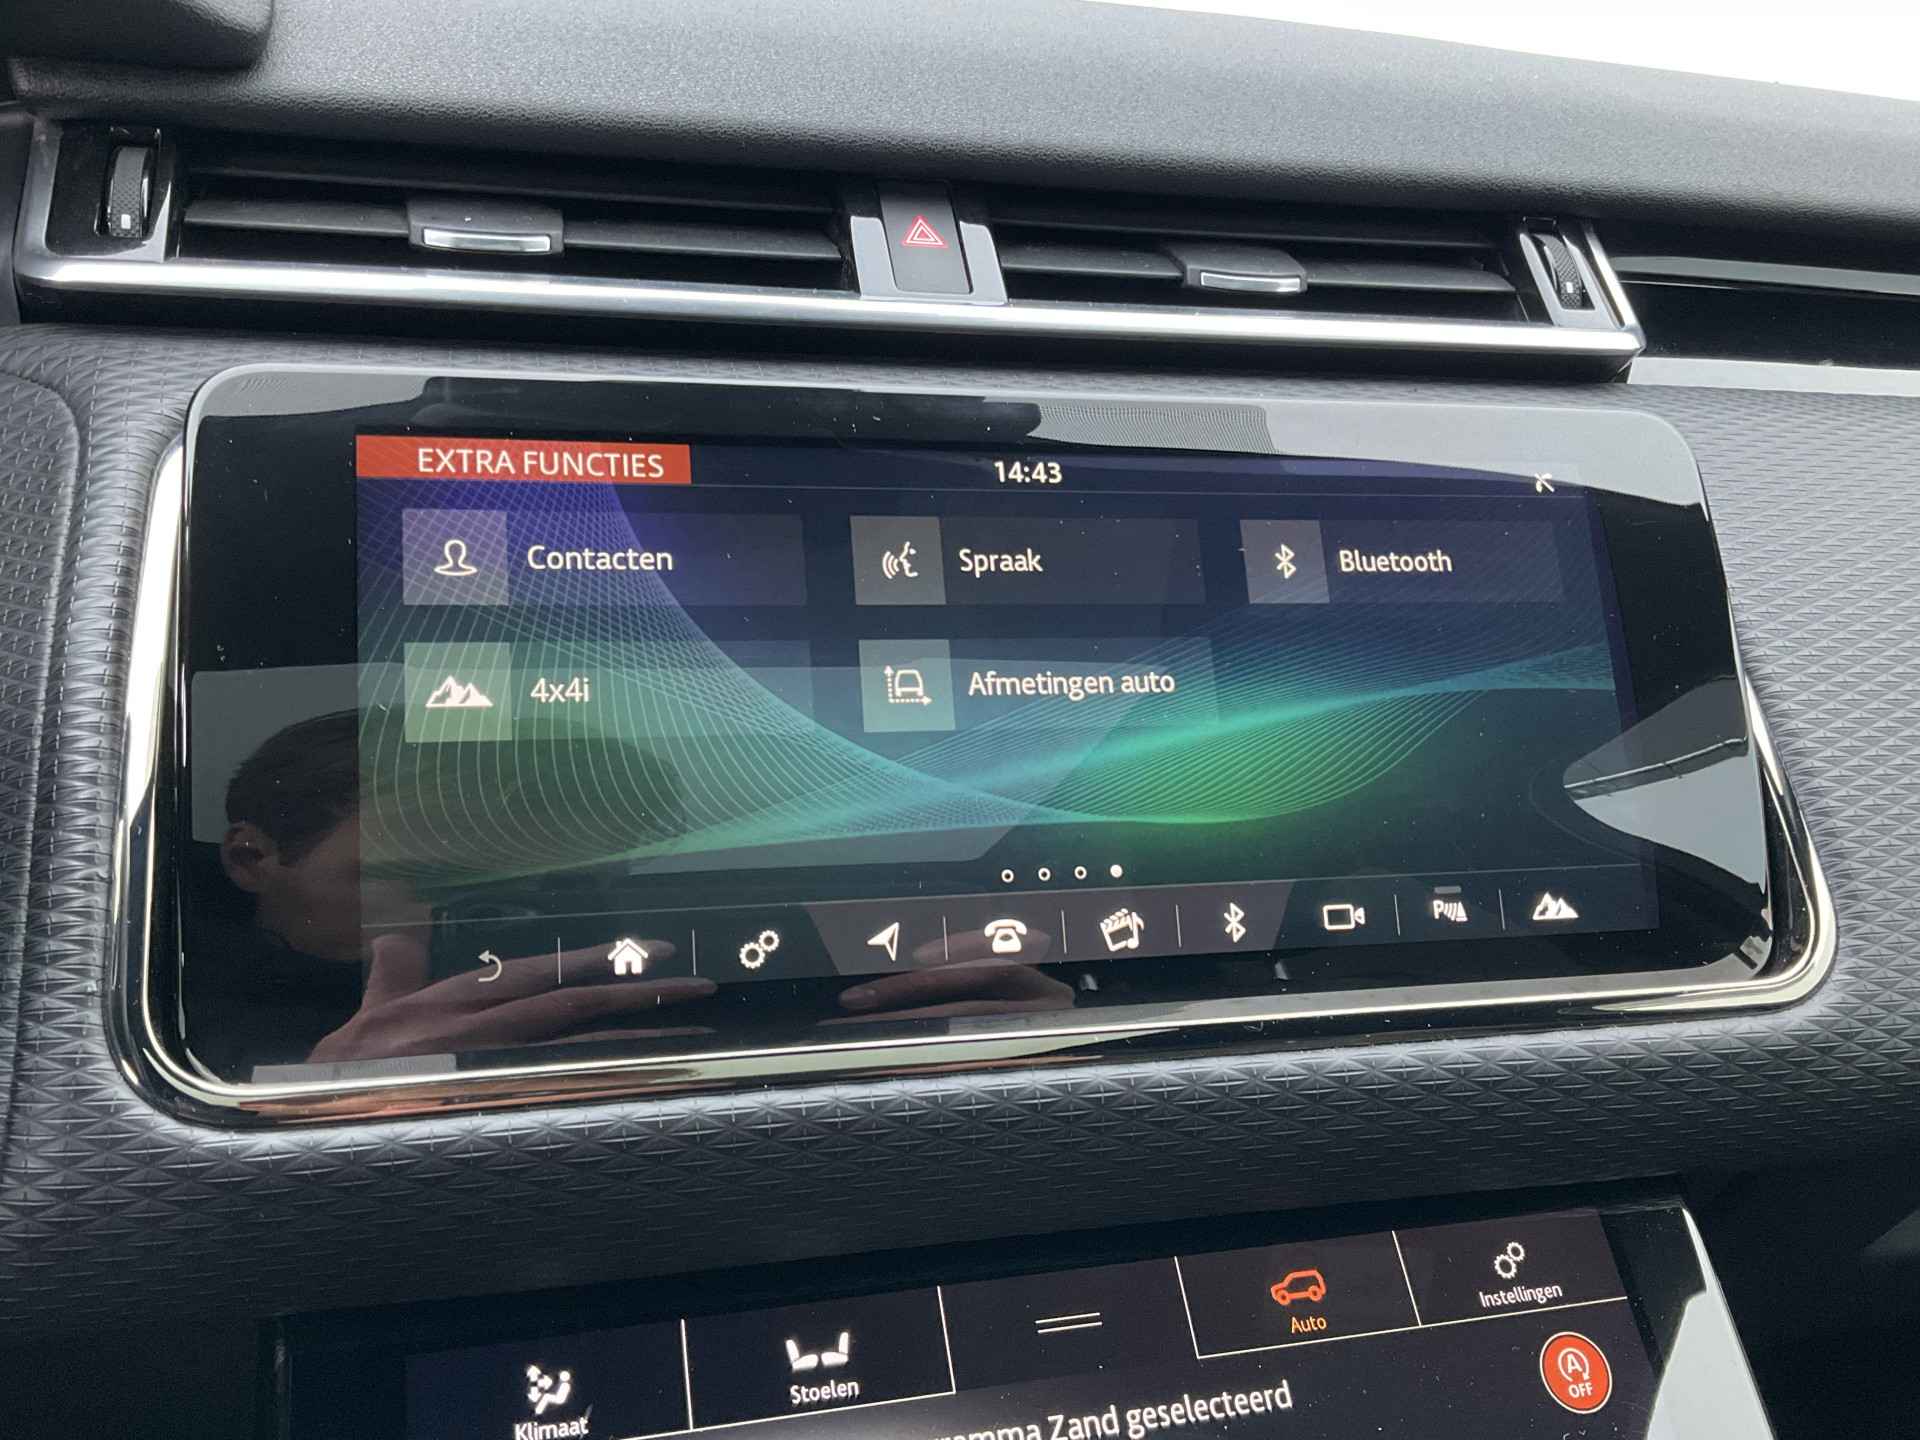 EXTRA FUNCTIES
14:43
Contacten
Spraak
Bluetooth
4x4i
Afmetingen auto
P
Klimaat
Stoelen
Auto
Instellingen
A
OFF
Zand geselecteerd